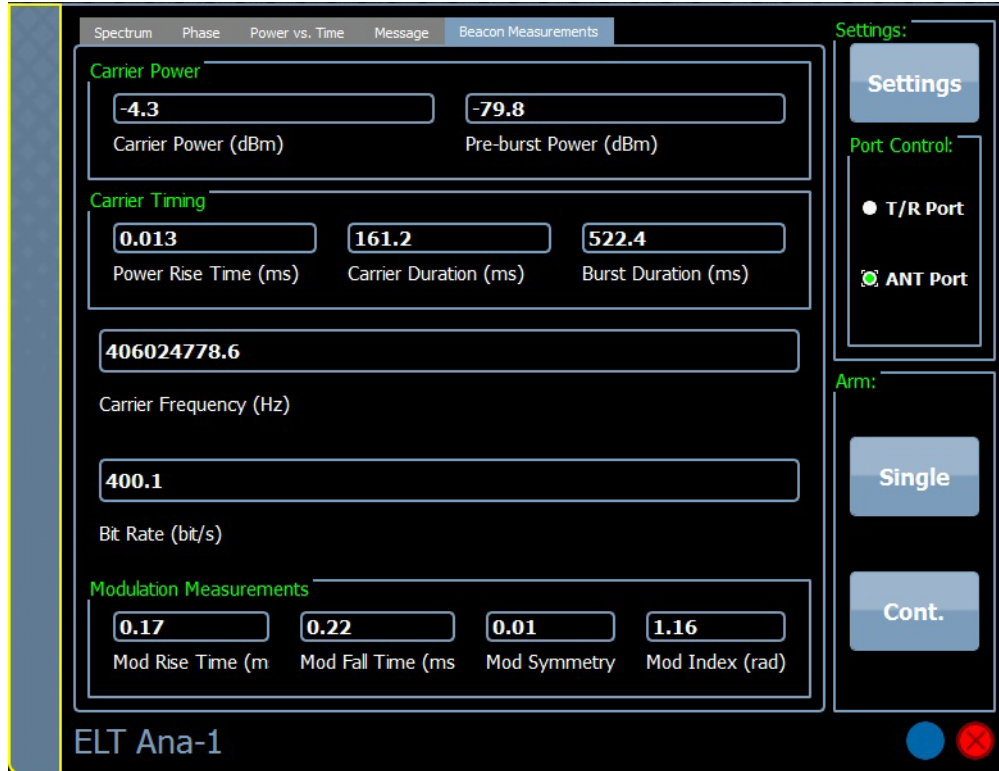 Spectrum Phase Power vs. Time Message Beacon Measurements
Carrier Power
-4.3 -79.8
Carrier Power (dBm) Pre-burst Power (dBm)
Carrier Timing
0.013 161.2 522.4
Power Rise Time (ms) Carrier Duration (ms) Burst Duration (ms)
406024778.6
Carrier Frequency (Hz)
400.1
Bit Rate (bit/s)
Modulation Measurements
0.17 0.22 0.01 1.16
Mod Rise Time (m Mod Fall Time (ms Mod Symmetry Mod Index (rad)
Settings:
Settings
Port Control:
T/R Port
ANT Port
Arm:
Single
Cont.
ELT Ana-1